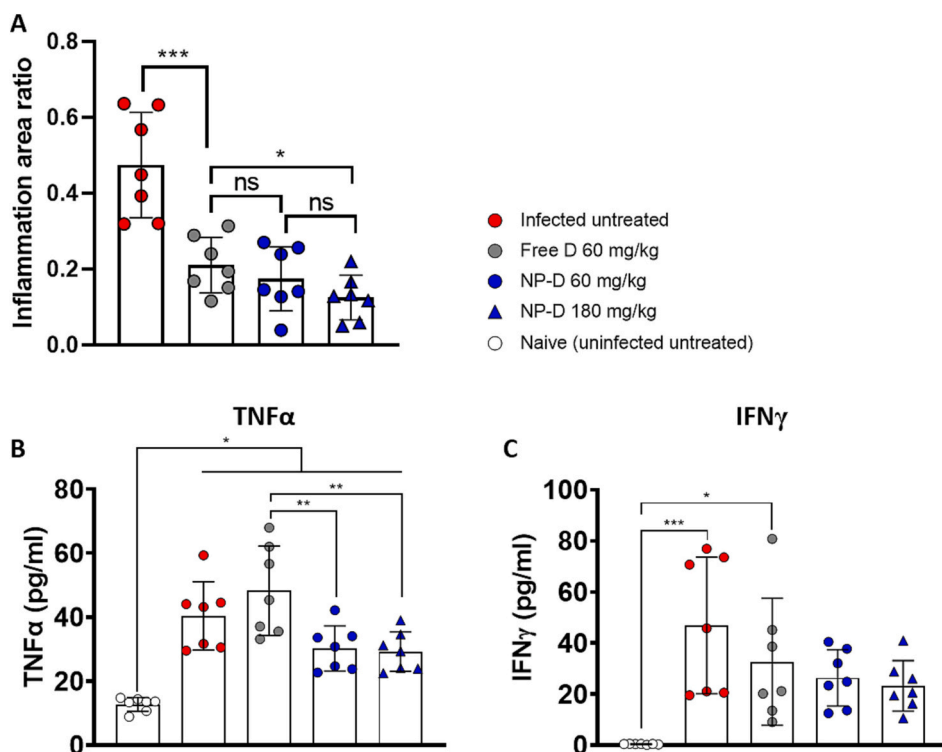 A
Inflammation area ratio
0.8
0.6
0.4
0.2
0.0
***
*
ns
ns
Infected untreated
Free D 60 mg/kg
NP-D 60 mg/kg
NP-D 180 mg/kg
Naive (uninfected untreated)
B
TNFα
TNFα (pg/ml)
80
60
40
20
0
*
**
**
C
IFNγ
IFNγ (pg/ml)
100
80
60
40
20
0
*
***